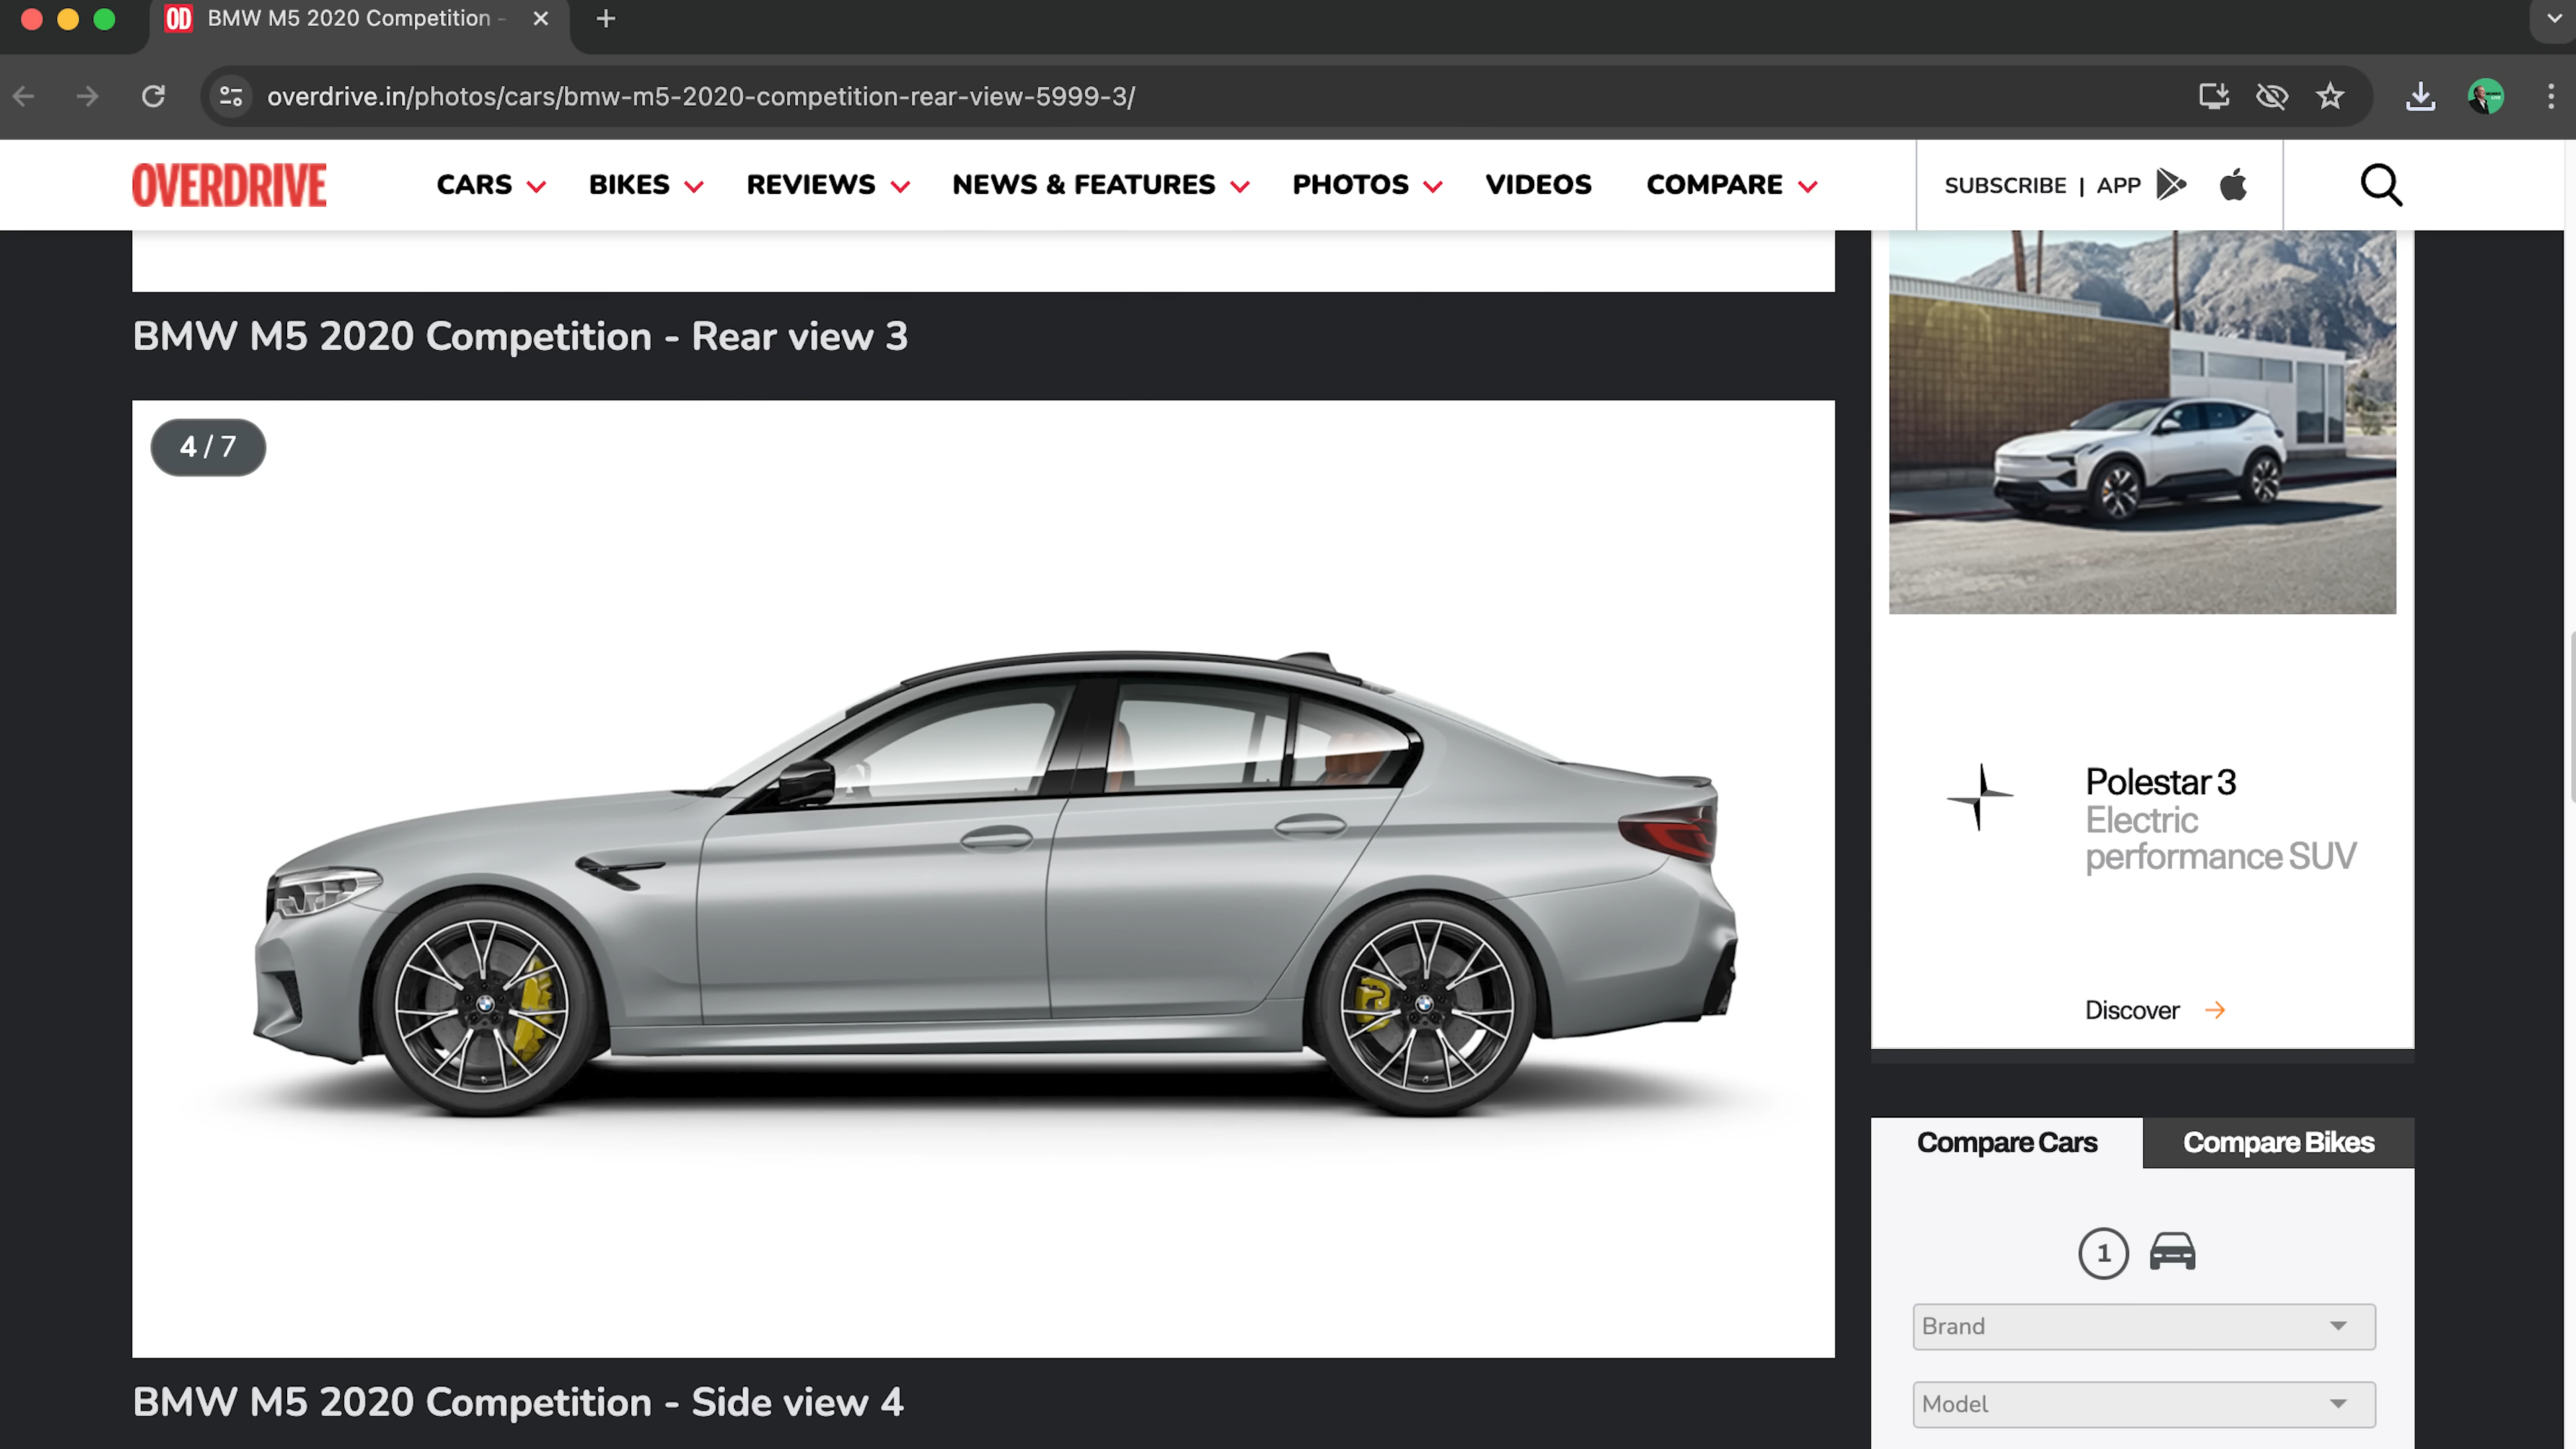 OD BMW M5 2020 Competition -
overdrive.in/photos/cars/bmw-m5-2020-competition-rear-view-5999-3/
OVERDRIVE CARS BIKES REVIEWS NEWS & FEATURES PHOTOS VIDEOS COMPARE SUBSCRIBE | APP
BMW M5 2020 Competition - Rear view 3
4 / 7
BMW M5 2020 Competition - Side view 4
Polestar 3
Electric
performance SUV
Discover →
Compare Cars Compare Bikes
1
Brand
Model